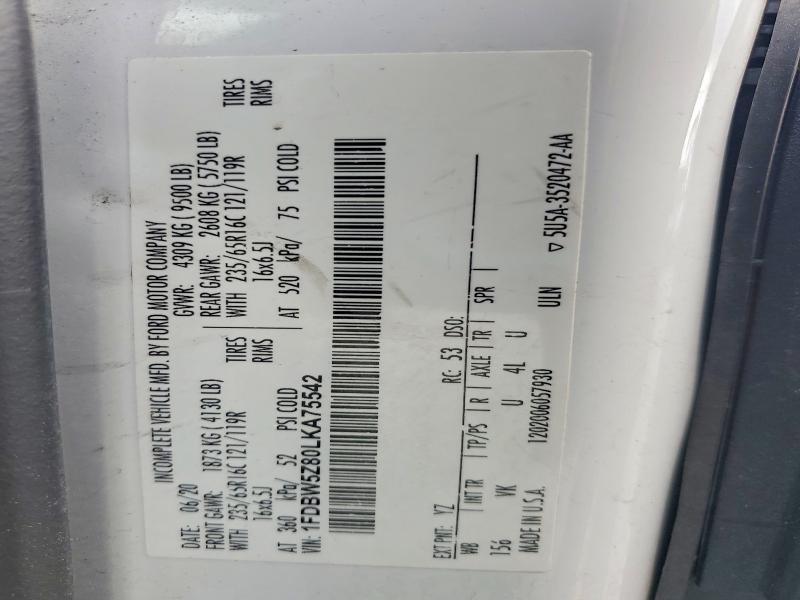 INCOMPLETE VEHICLE MFD. BY FORD MOTOR COMPANY
DATE: 06/20 GVWR: 4309 KG ( 9500 LB)
FRONT GAWR: 1873 KG ( 4130 LB) REAR GAWR: 2608 KG ( 5750 LB)
WITH 235/65R16C 121/119R TIRES WITH 235/65R16C 121/119R TIRES
16x6.5J RIMS 16x6.5J RIMS
AT 360 kPa/ 52 PSI COLD AT 520 kPa/ 75 PSI COLD
VIN: 1FDBW5Z80LKA75542
EXT PNT: YZ RC: 53 DSO:
WB INT TR TP/PS R AXLE TR SPR
156 VK U 4L U
MADE IN U.S.A. 1202006057930 ULN ▽ 5U5A-3520472-AA